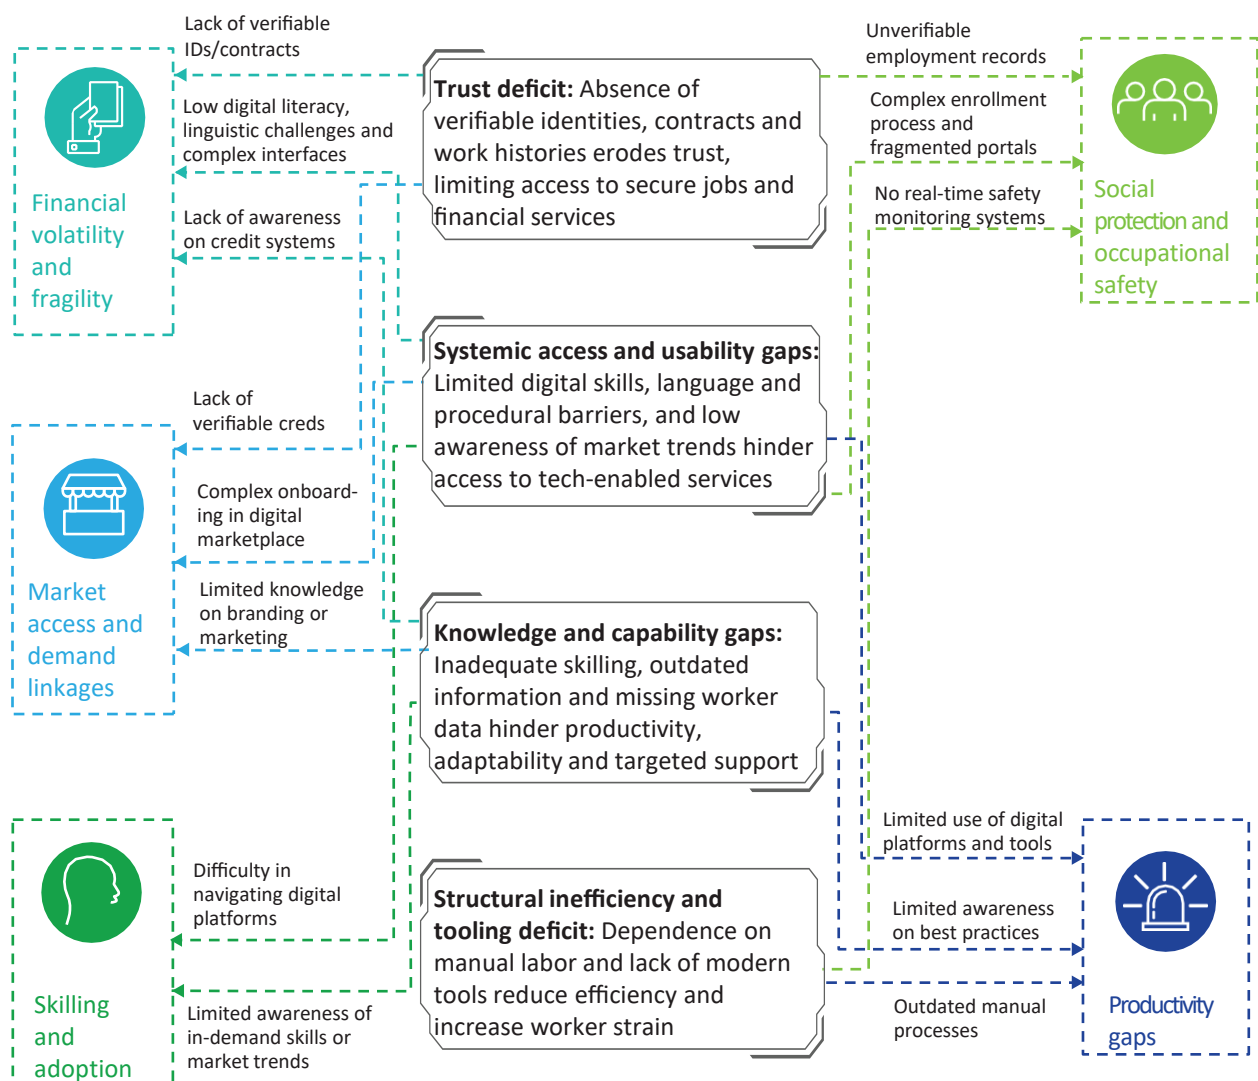 Lack of verifiable
IDs/contracts
Low digital literacy,
linguistic challenges and
complex interfaces
Lack of awareness
on credit systems
Financial
volatility
and
fragility
Trust deficit: Absence of
verifiable identities, contracts and
work histories erodes trust,
limiting access to secure jobs and
financial services
Unverifiable
employment records
Complex enrollment
process and
fragmented portals
No real-time safety
monitoring systems
Social
protection and
occupational
safety
Systemic access and usability gaps:
Limited digital skills, language and
procedural barriers, and low
awareness of market trends hinder
access to tech-enabled services
Lack of
verifiable creds
Complex onboard-
ing in digital
marketplace
Limited knowledge
on branding or
marketing
Market
access and
demand
linkages
Knowledge and capability gaps:
Inadequate skilling, outdated
information and missing worker
data hinder productivity,
adaptability and targeted support
Difficulty in
navigating digital
platforms
Limited awareness of
in-demand skills or
market trends
Skilling
and
adoption
Structural inefficiency and
tooling deficit: Dependence on
manual labor and lack of modern
tools reduce efficiency and
increase worker strain
Limited use of digital
platforms and tools
Limited awareness
on best practices
Outdated manual
processes
Productivity
gaps